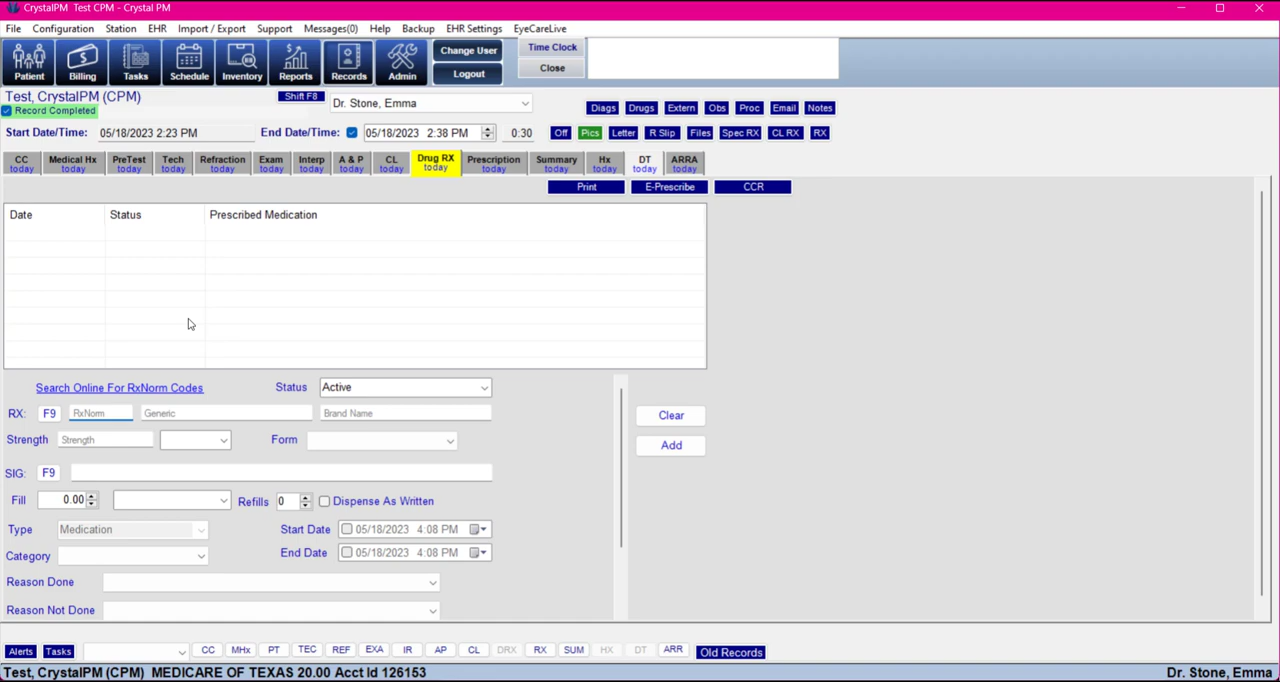 CrystalPM Test CPM - Crystal PM
File Configuration Station EHR Import / Export Support Messages(0) Help Backup EHR Settings EyeCareLive
Patient Billing Tasks Schedule Inventory Reports Records Admin Change User Logout Time Clock Close
Test, CrystalPM (CPM) Shift F8 Dr. Stone, Emma
Record Completed
Diags Drugs Extern Obs Proc Email Notes
Start Date/Time: 05/18/2023 2:23 PM End Date/Time: 05/18/2023 2:38 PM 0:30 Off Pics Letter R Slip Files Spec RX CL RX RX
CC Medical Hx PreTest Tech Refraction Exam Interp A & P CL Drug RX Prescription Summary Hx DT ARRA
today today today today today today today today today today today today today today today
Print E-Prescribe CCR
Date Status Prescribed Medication
Search Online For RxNorm Codes Status Active
RX: F9 RxNorm Generic Brand Name Clear
Strength Strength Form Add
SIG: F9
Fill 0.00 Refills 0 Dispense As Written
Type Medication Start Date 05/18/2023 4:08 PM
Category End Date 05/18/2023 4:08 PM
Reason Done
Reason Not Done
Alerts Tasks CC MHx PT TEC REF EXA IR AP CL DRX RX SUM HX DT ARR Old Records
Test, CrystalPM (CPM) MEDICARE OF TEXAS 20.00 Acct Id 126153 Dr. Stone, Emma